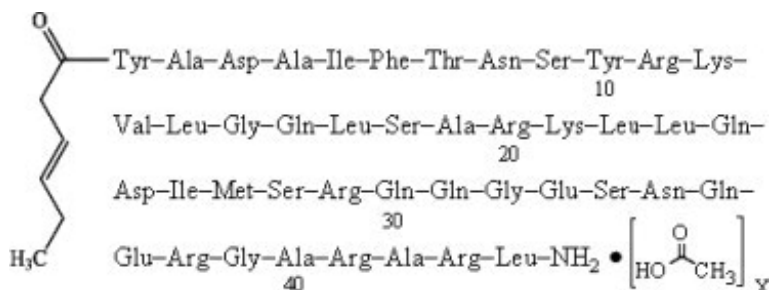 O
Tyr–Ala–Asp–Ala–Ile–Phe–Thr–Asn–Ser–Tyr–Arg–Lys–
10
Val–Leu–Gly–Gln–Leu–Ser–Ala–Arg–Lys–Leu–Leu–Gln–
20
Asp–Ile–Met–Ser–Arg–Gln–Gln–Gly–Glu–Ser–Asn–Gln–
30
H₃C Glu–Arg–Gly–Ala–Arg–Ala–Arg–Leu–NH₂ • [HO O CH₃]ₓ
40